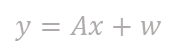 y = Ax + w